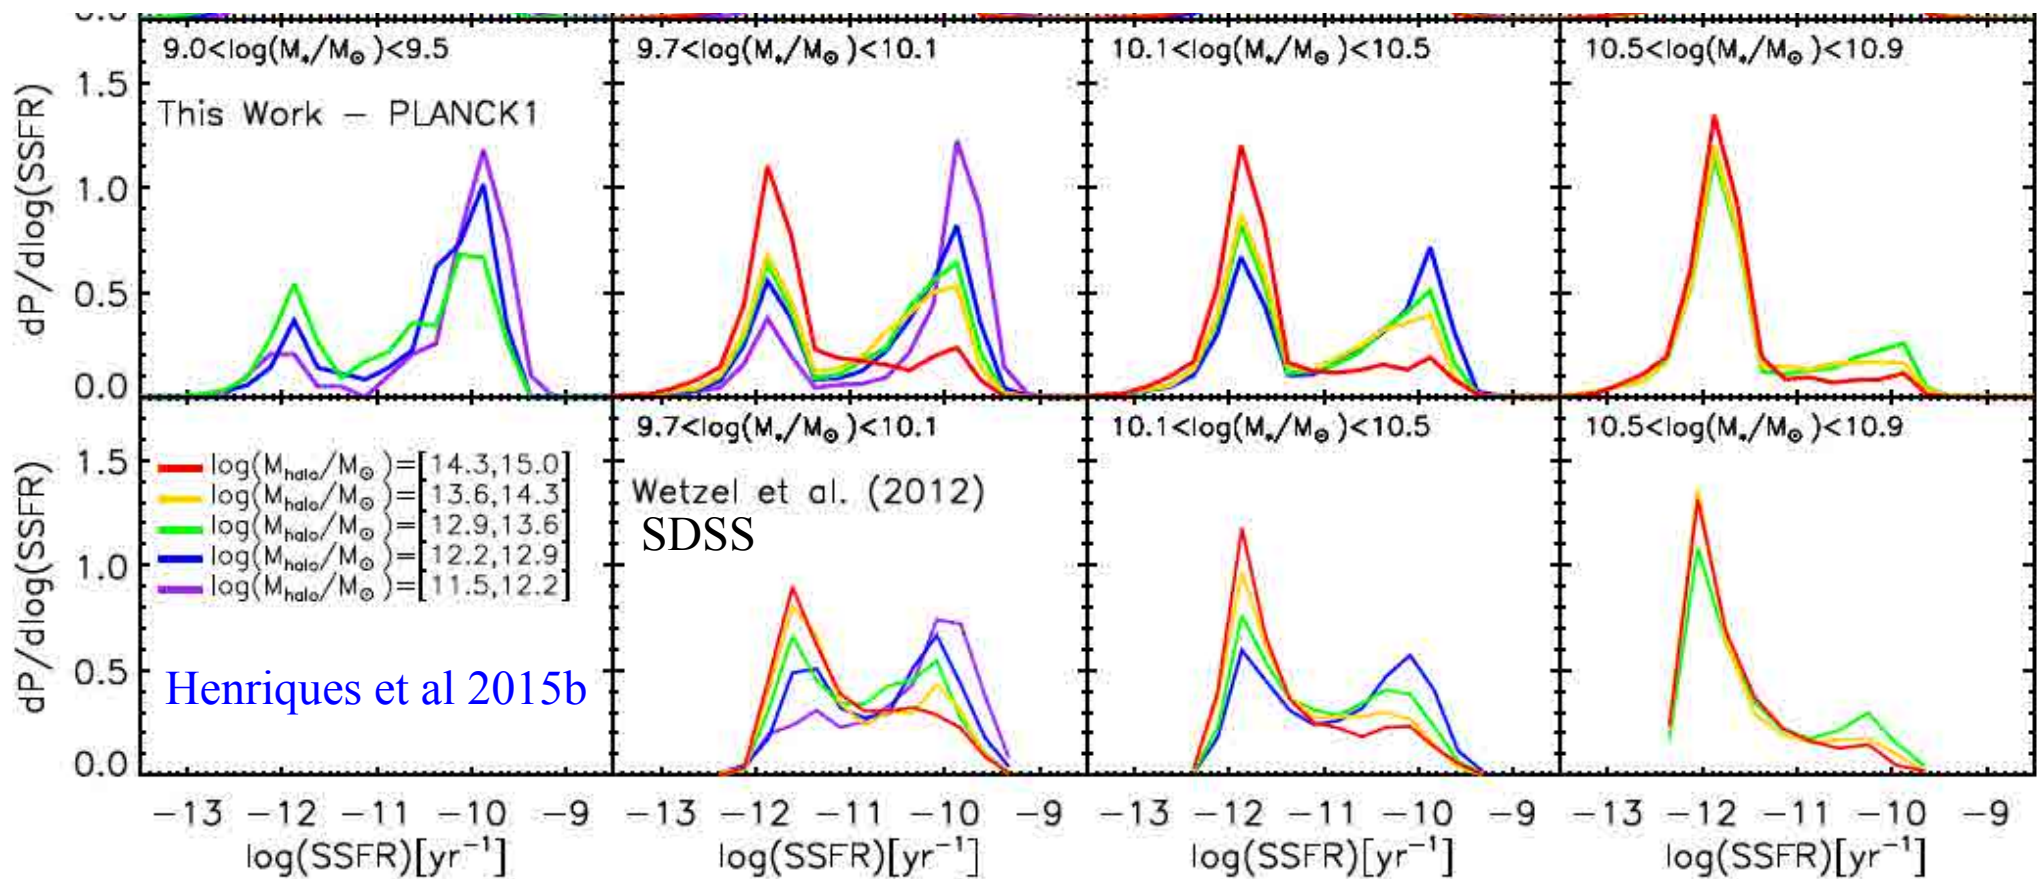 0.0
9.0<log(M*/M⊙)<9.5
9.7<log(M*/M⊙)<10.1
10.1<log(M*/M⊙)<10.5
10.5<log(M*/M⊙)<10.9
This Work – PLANCK1
dP/dlog(SSFR)
1.5
1.0
0.5
0.0
9.7<log(M*/M⊙)<10.1
10.1<log(M*/M⊙)<10.5
10.5<log(M*/M⊙)<10.9
log(Mhalo/M⊙)=[14.3,15.0]
log(Mhalo/M⊙)=[13.6,14.3]
log(Mhalo/M⊙)=[12.9,13.6]
log(Mhalo/M⊙)=[12.2,12.9]
log(Mhalo/M⊙)=[11.5,12.2]
Wetzel et al. (2012)
SDSS
Henriques et al 2015b
dP/dlog(SSFR)
1.5
1.0
0.5
0.0
−13 −12 −11 −10 −9
−13 −12 −11 −10 −9
−13 −12 −11 −10 −9
−13 −12 −11 −10 −9
log(SSFR)[yr⁻¹]
log(SSFR)[yr⁻¹]
log(SSFR)[yr⁻¹]
log(SSFR)[yr⁻¹]